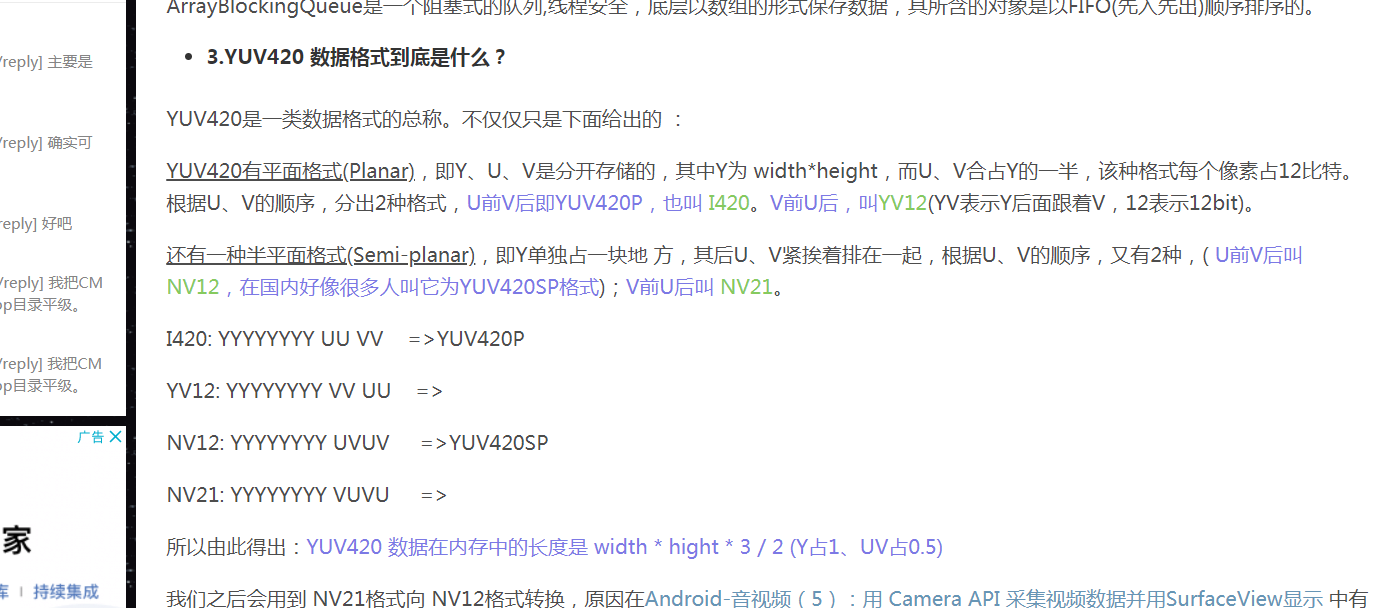 ArrayBlockingQueue是一个阻塞式的队列,线程安全，底层以数组的形式保存数据，其所含的对象是以FIFO(先入先出)顺序排序的。
3.YUV420 数据格式到底是什么？
YUV420是一类数据格式的总称。不仅仅只是下面给出的 ：
YUV420有平面格式(Planar)，即Y、U、V是分开存储的，其中Y为 width*height，而U、V合占Y的一半，该种格式每个像素占12比特。
根据U、V的顺序，分出2种格式，U前V后即YUV420P，也叫 I420。V前U后，叫YV12(YV表示Y后面跟着V，12表示12bit)。
还有一种半平面格式(Semi-planar)，即Y单独占一块地 方，其后U、V紧挨着排在一起，根据U、V的顺序，又有2种，( U前V后叫
NV12，在国内好像很多人叫它为YUV420SP格式)；V前U后叫 NV21。
I420: YYYYYYYY UU VV =>YUV420P
YV12: YYYYYYYY VV UU =>
NV12: YYYYYYYY UVUV =>YUV420SP
NV21: YYYYYYYY VUVU =>
所以由此得出：YUV420 数据在内存中的长度是 width * hight * 3 / 2 (Y占1、UV占0.5)
我们之后会用到 NV21格式向 NV12格式转换，原因在Android-音视频（5）：用 Camera API 采集视频数据并用SurfaceView显示 中有
/reply] 主要是
/reply] 确实可
reply] 好吧
/reply] 我把CM
op目录平级。
/reply] 我把CM
op目录平级。
广告
家
库 | 持续集成